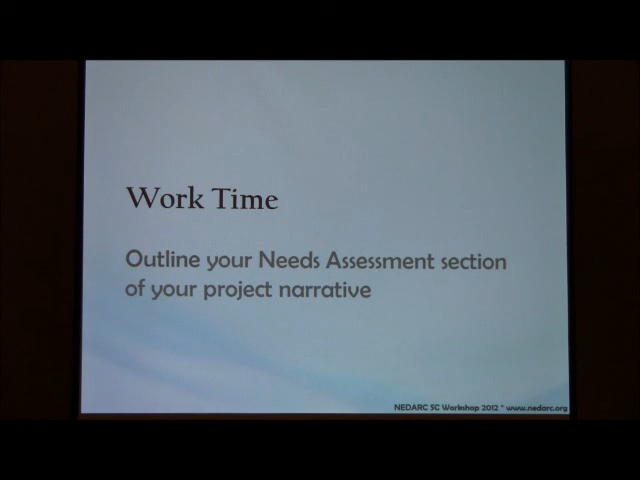 Work Time
Outline your Needs Assessment section
of your project narrative
NEDARC SC Workshop 2012 * www.nedarc.org